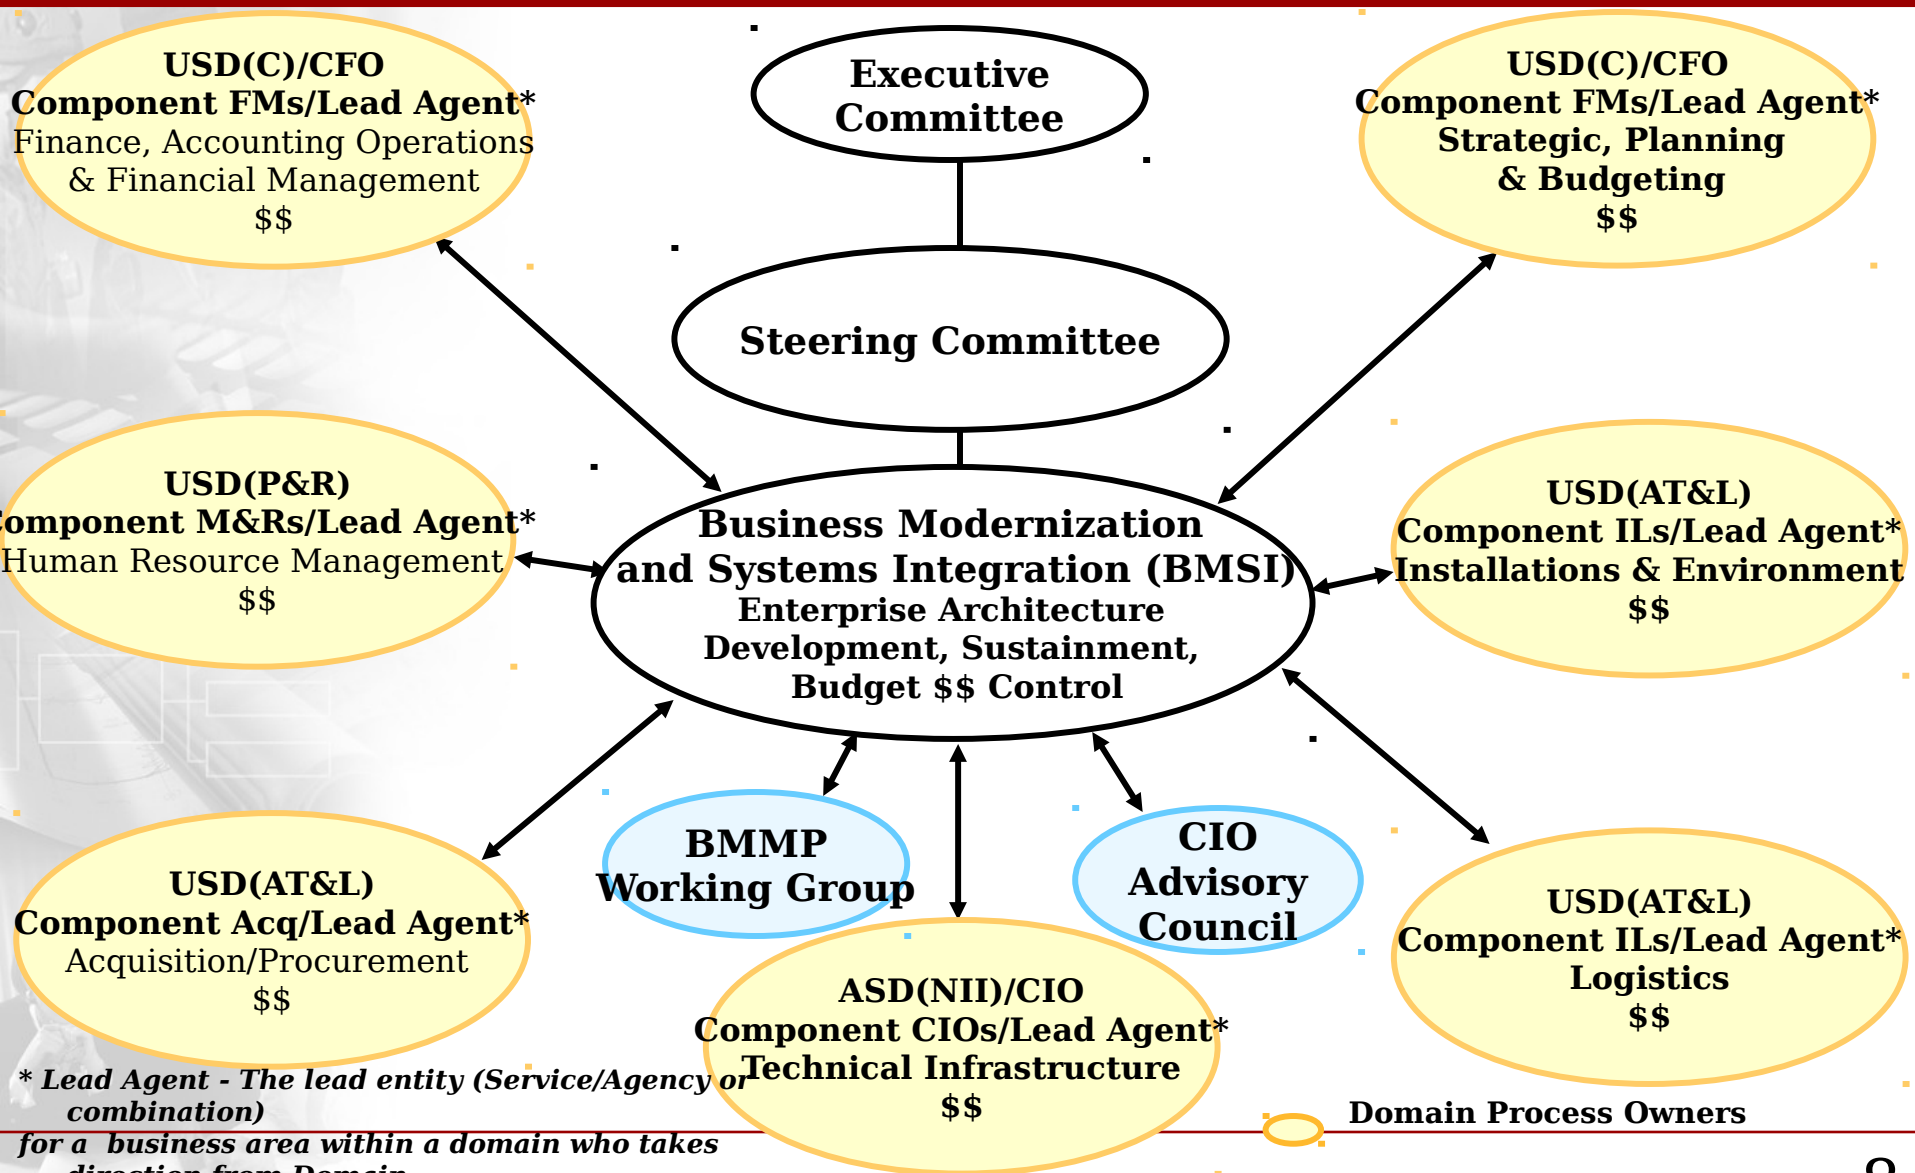 USD(C)/CFO
Component FMs/Lead Agent*
Finance, Accounting Operations
& Financial Management
$$
Executive
Committee
USD(C)/CFO
Component FMs/Lead Agent*
Strategic, Planning
& Budgeting
$$
Steering Committee
USD(P&R)
Component M&Rs/Lead Agent*
Human Resource Management
$$
Business Modernization
and Systems Integration (BMSI)
Enterprise Architecture
Development, Sustainment,
Budget $$ Control
USD(AT&L)
Component ILs/Lead Agent*
Installations & Environment
$$
USD(AT&L)
Component Acq/Lead Agent*
Acquisition/Procurement
$$
BMMP
Working Group
CIO
Advisory
Council
ASD(NII)/CIO
Component CIOs/Lead Agent*
Technical Infrastructure
$$
USD(AT&L)
Component ILs/Lead Agent*
Logistics
$$
* Lead Agent - The lead entity (Service/Agency or
combination)
for a business area within a domain who takes
direction from Domain
Domain Process Owners